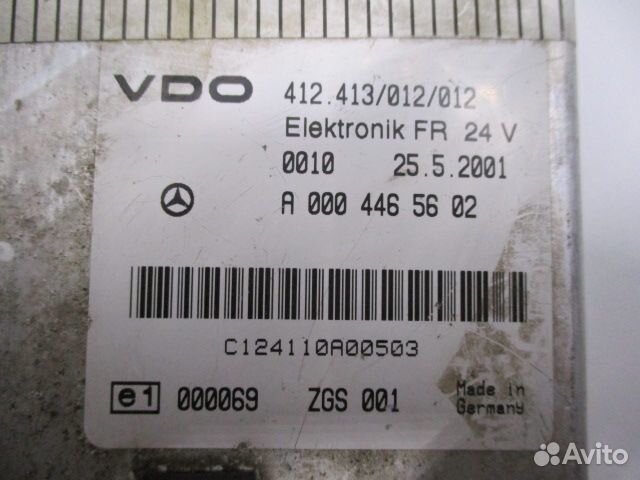 VDO 412.413/012/012
Elektronik FR 24 V
0010 25.5.2001
A 000 446 56 02
C124110A00503
e1 000069 ZGS 001 Made in
Germany
Avito